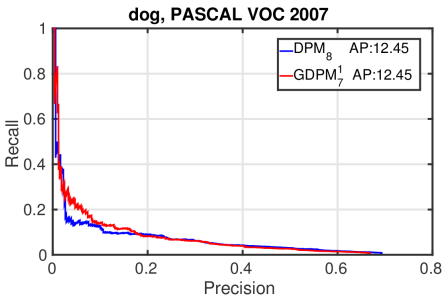 dog, PASCAL VOC 2007
DPM8 AP:12.45
GDPM71 AP:12.45
1
0.8
0.6
0.4
0.2
0
Recall
0 0.2 0.4 0.6 0.8
Precision